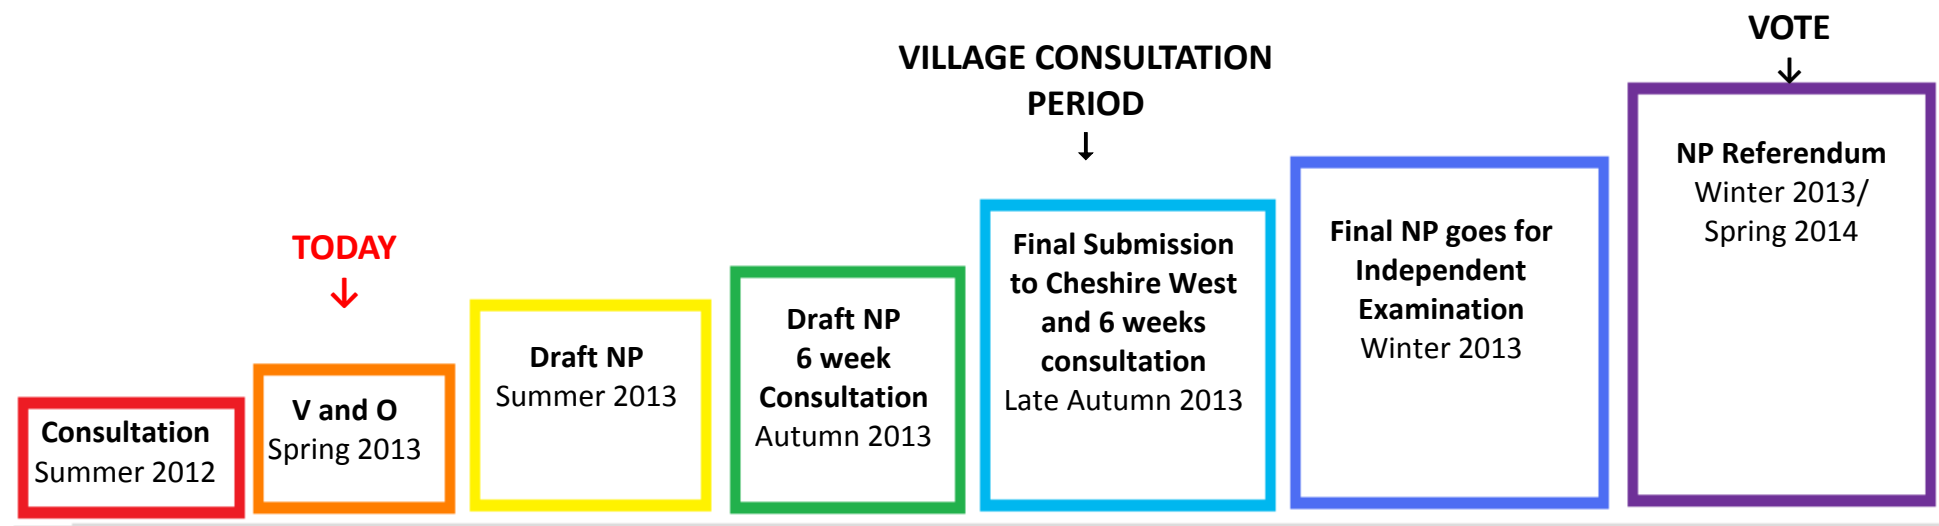 VOTE
↓
VILLAGE CONSULTATION
PERIOD
↓
TODAY
↓
Consultation
Summer 2012
V and O
Spring 2013
Draft NP
Summer 2013
Draft NP
6 week
Consultation
Autumn 2013
Final Submission
to Cheshire West
and 6 weeks
consultation
Late Autumn 2013
Final NP goes for
Independent
Examination
Winter 2013
NP Referendum
Winter 2013/
Spring 2014